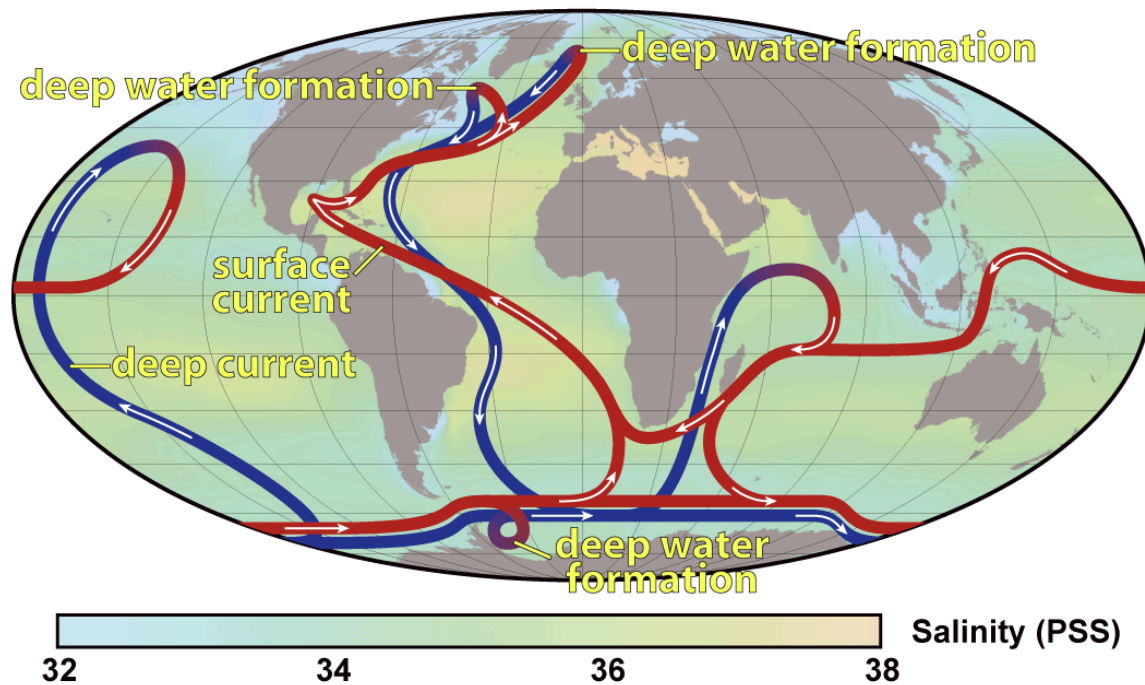 deep water formation
deep water formation
surface
current
deep current
deep water
formation
Salinity (PSS)
32
34
36
38